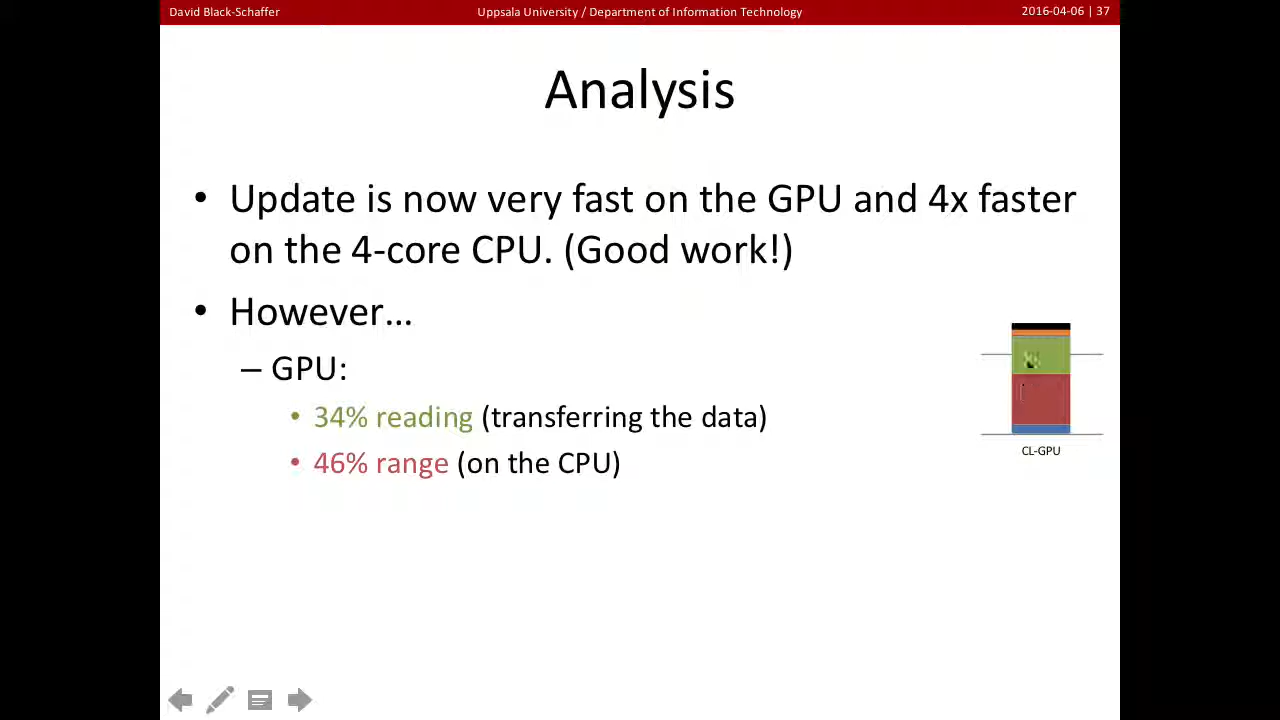 David Black-Schaffer
Uppsala University / Department of Information Technology
2016-04-06 | 37
Analysis
• Update is now very fast on the GPU and 4x faster
on the 4-core CPU. (Good work!)
• However…
– GPU:
• 34% reading (transferring the data)
• 46% range (on the CPU)
CL-GPU